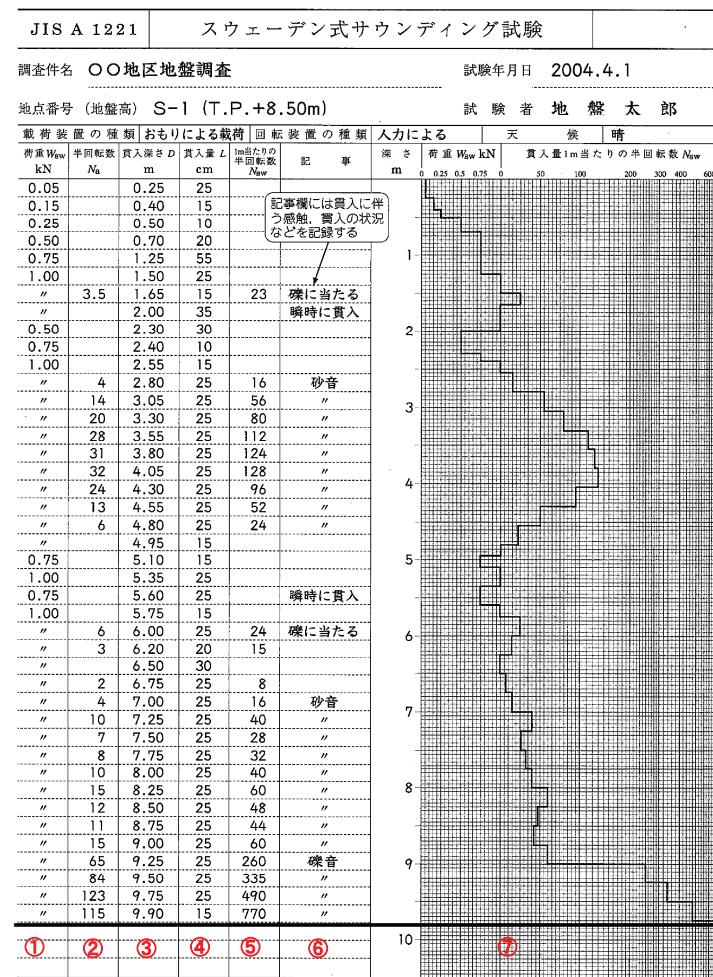 JIS A 1221 スウェーデン式サウンディング試験
調査件名 〇〇地区地盤調査 試験年月日 2004.4.1
地点番号 (地盤高) S-1 (T.P.+8.50m) 試験者 地盤太郎
載荷装置の種類 おもりによる載荷 回転装置の種類 人力による 天候 晴
荷重 Wsw kN 半回転数 Na 貫入深さ D m 貫入量 L cm 1m当たりの半回転数 Nsw 記事 深さ m 荷重 Wsw kN 貫入量1m当たりの半回転数 Nsw
0 0.25 0.5 0.75 0 50 100 200 300 400 600
記事欄には貫入に伴
う感触，貫入の状況
などを記録する
0.05 0.25 25
0.15 0.40 15
0.25 0.50 10
0.50 0.70 20
0.75 1.25 55
1.00 1.50 25
〃 3.5 1.65 15 23 礫に当たる
〃 2.00 35 瞬時に貫入
0.50 2.30 30
0.75 2.40 10
1.00 2.55 15
〃 4 2.80 25 16 砂音
〃 14 3.05 25 56 〃
〃 20 3.30 25 80 〃
〃 28 3.55 25 112 〃
〃 31 3.80 25 124 〃
〃 32 4.05 25 128 〃
〃 24 4.30 25 96 〃
〃 13 4.55 25 52 〃
〃 6 4.80 25 24 〃
〃 4.95 15
0.75 5.10 15
1.00 5.35 25
0.75 5.60 25 瞬時に貫入
1.00 5.75 15
〃 6 6.00 25 24 礫に当たる
〃 3 6.20 20 15
〃 6.50 30
〃 2 6.75 25 8
〃 4 7.00 25 16 砂音
〃 10 7.25 25 40 〃
〃 7 7.50 25 28 〃
〃 8 7.75 25 32 〃
〃 10 8.00 25 40 〃
〃 15 8.25 25 60 〃
〃 12 8.50 25 48 〃
〃 11 8.75 25 44 〃
〃 15 9.00 25 60 〃
〃 65 9.25 25 260 礫音
〃 84 9.50 25 335 〃
〃 123 9.75 25 490 〃
〃 115 9.90 15 770 〃
1
2
3
4
5
6
7
8
9
10
① ② ③ ④ ⑤ ⑥ ⑦